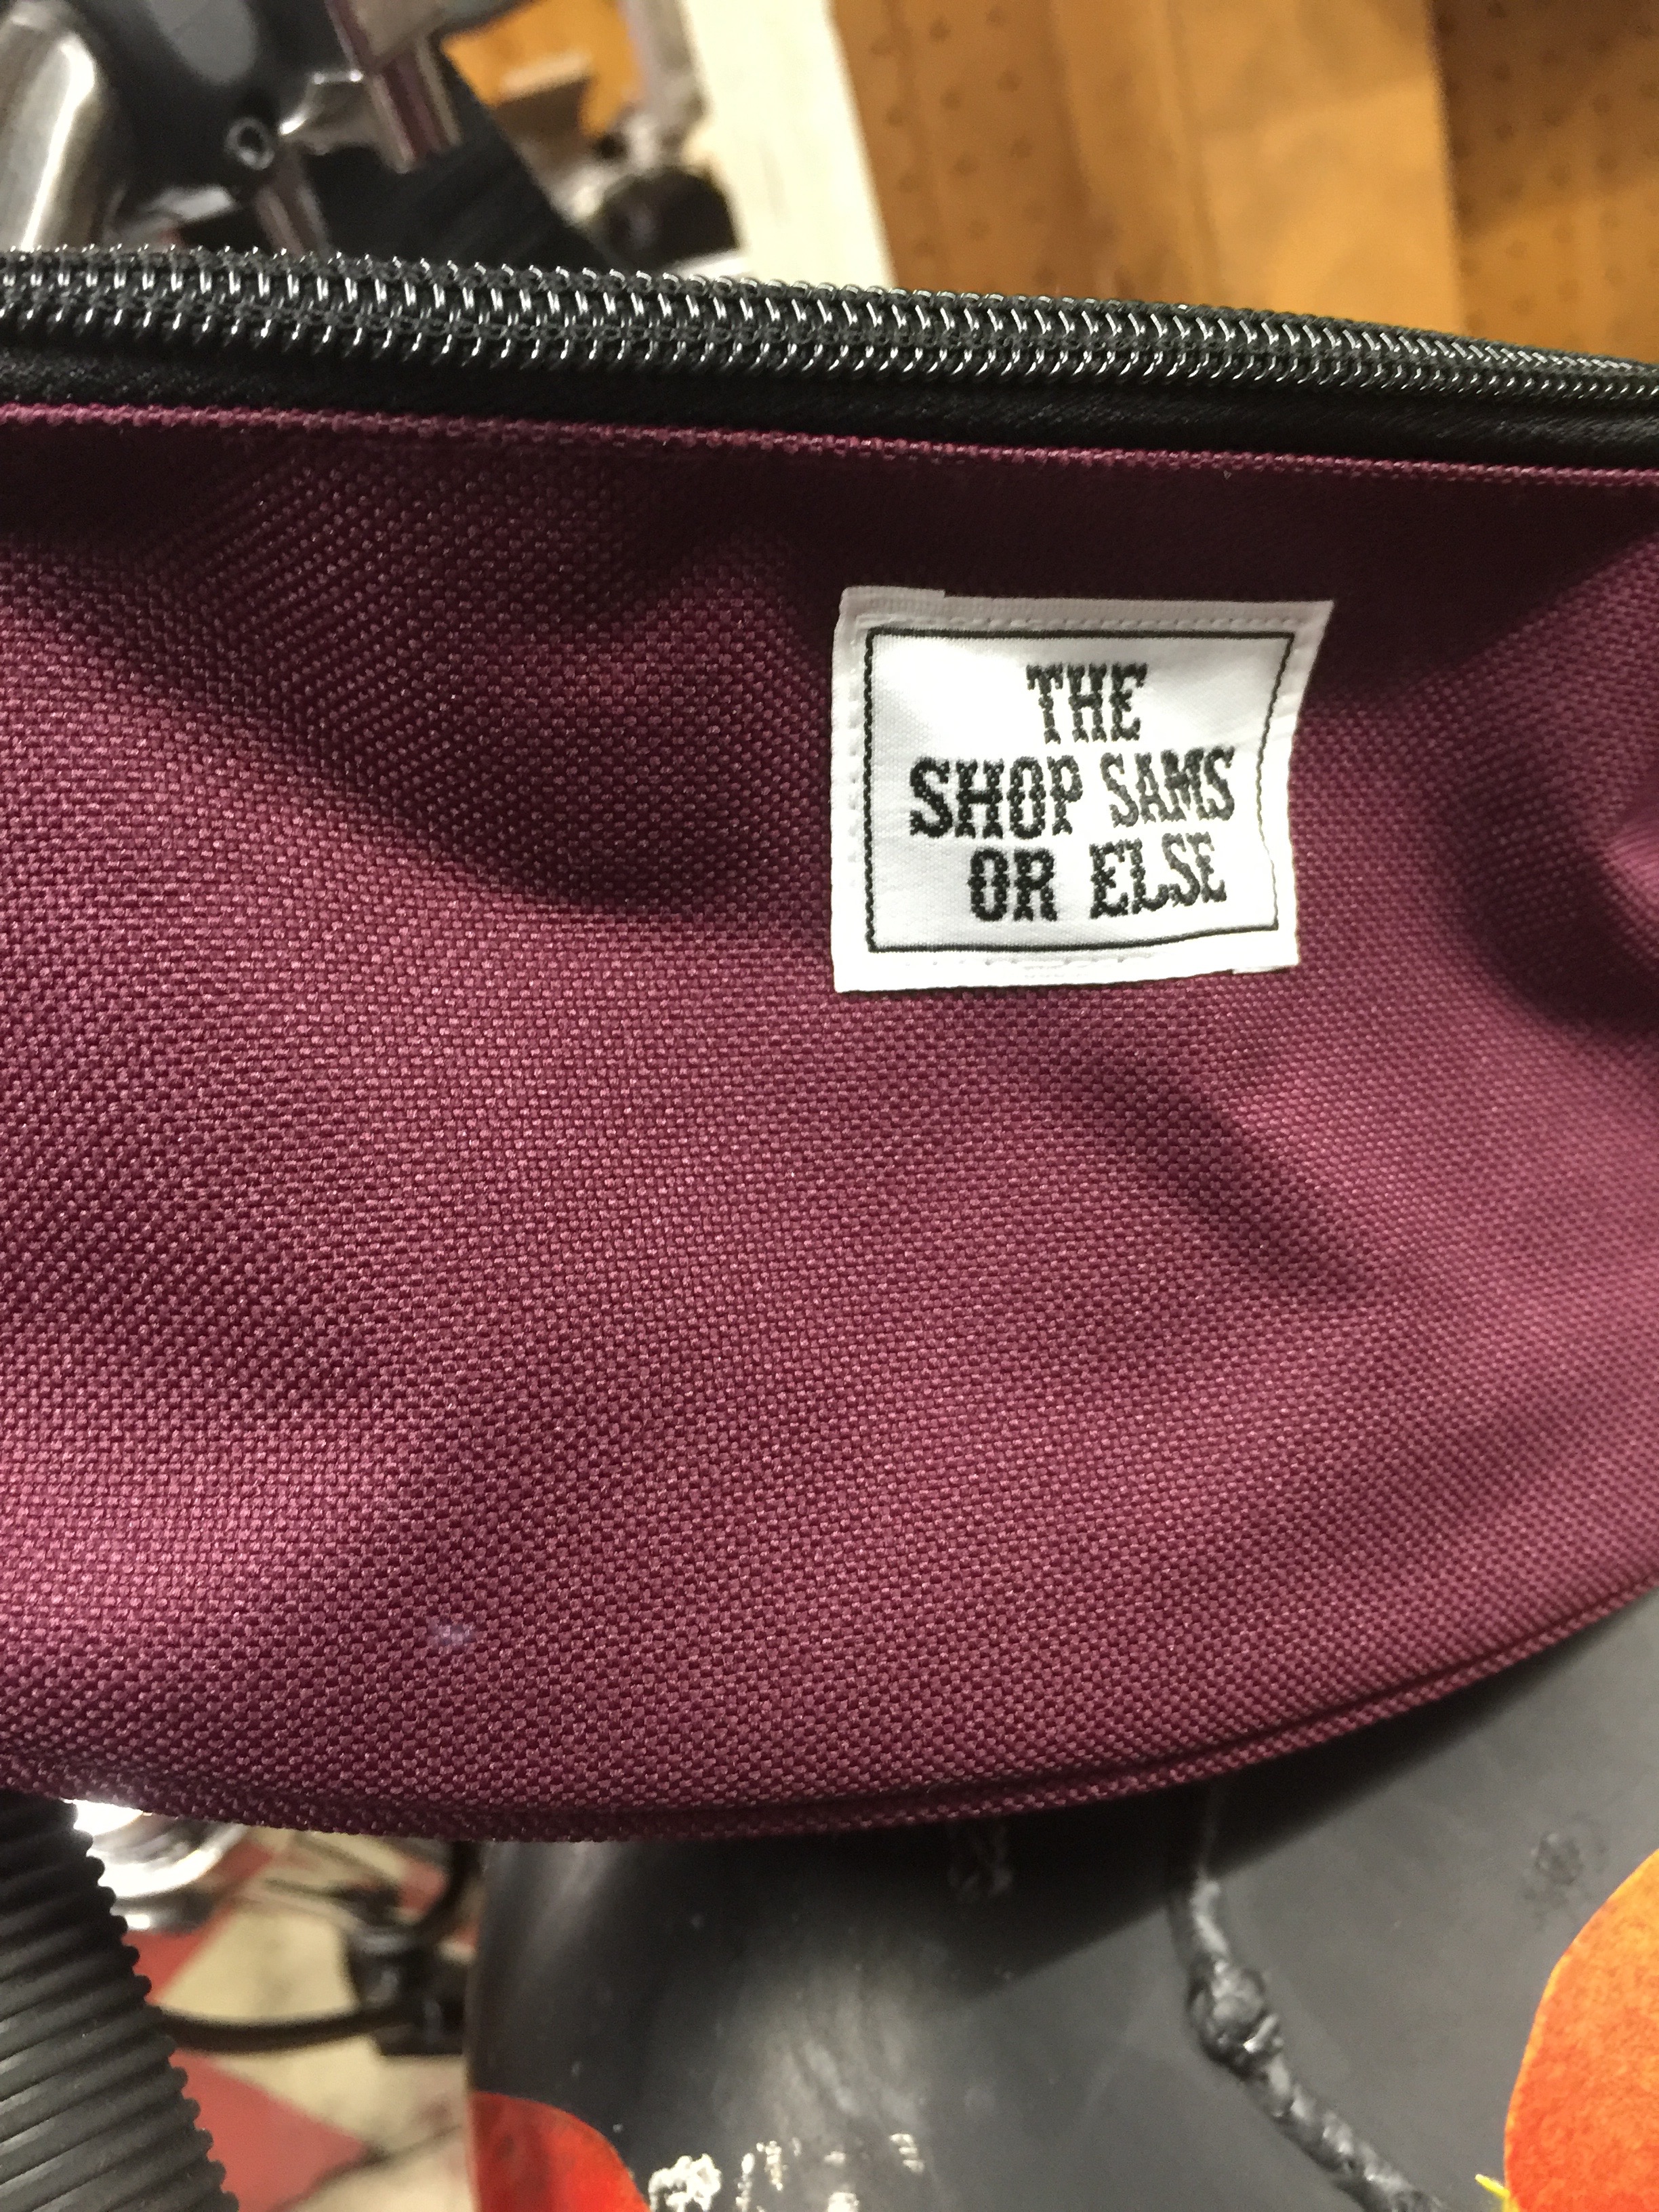 THE
SHOP SAMS
OR ELSE